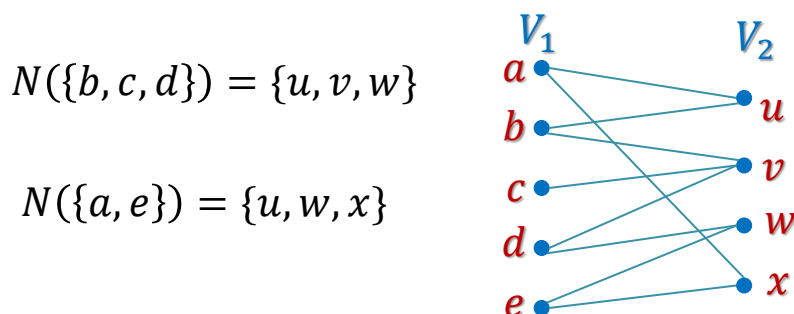 V₁
V₂
N({b, c, d}) = {u, v, w}
N({a, e}) = {u, w, x}
a
b
c
d
e
u
v
w
x